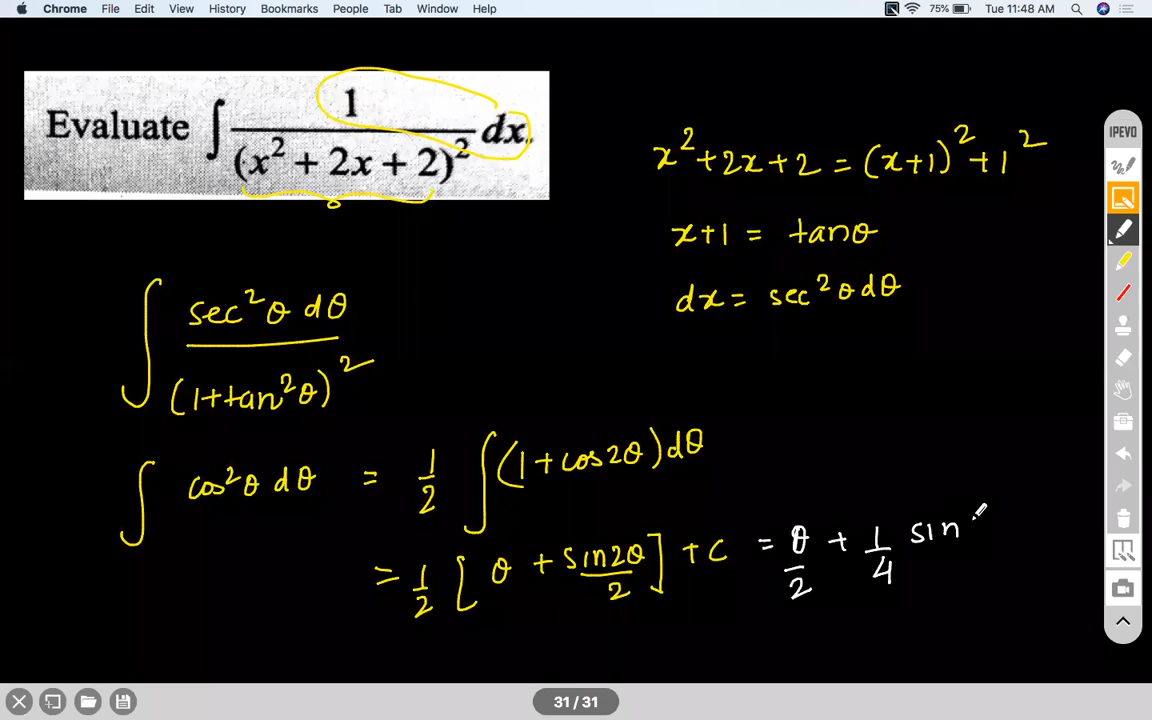 Chrome File Edit View History Bookmarks People Tab Window Help 75% Tue 11:48 AM
Evaluate ∫ 1/(x² + 2x + 2)² dx.
x²+2x+2 = (x+1)²+1²
x+1 = tanθ
dx = sec²θdθ
∫ sec²θ dθ/(1+tan²θ)²
∫ cos²θ dθ = 1/2 ∫(1+cos2θ)dθ
= 1/2 [θ + sin2θ/2] + c = θ/2 + 1/4 sin
IPEVO
31 / 31